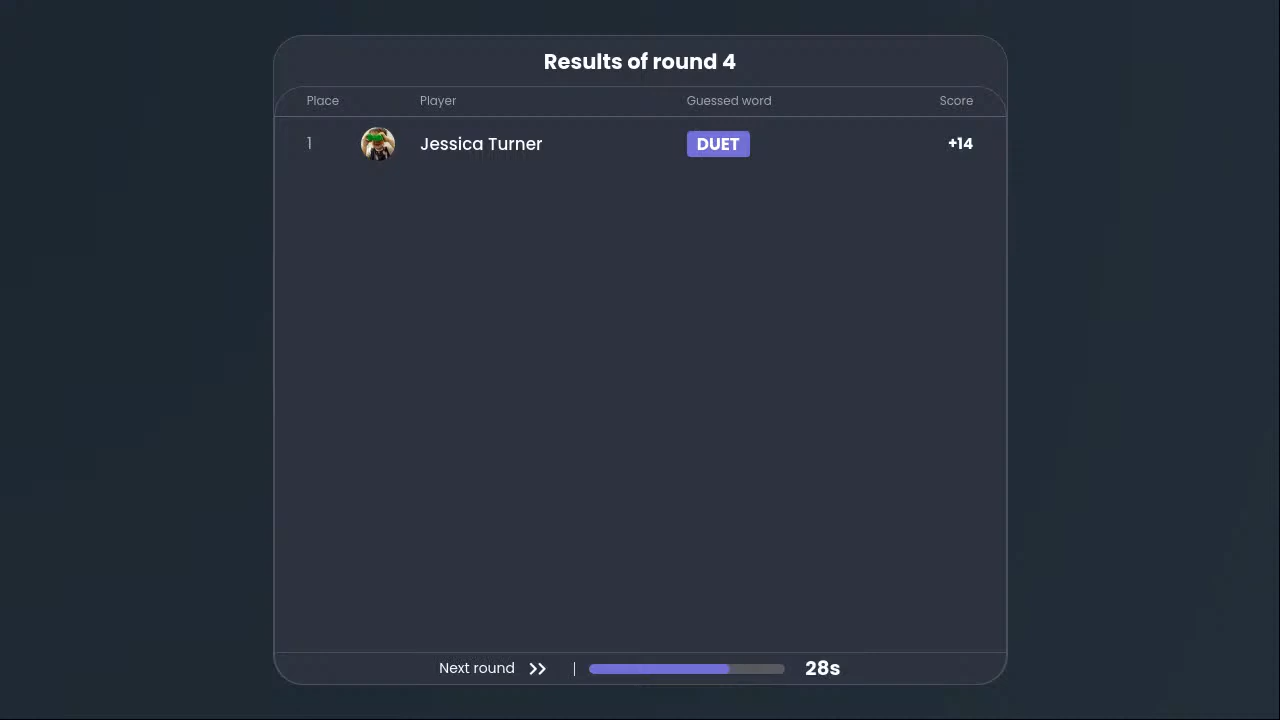 Results of round 4
Place Player Guessed word Score
1 Jessica Turner DUET +14
Next round | 28s